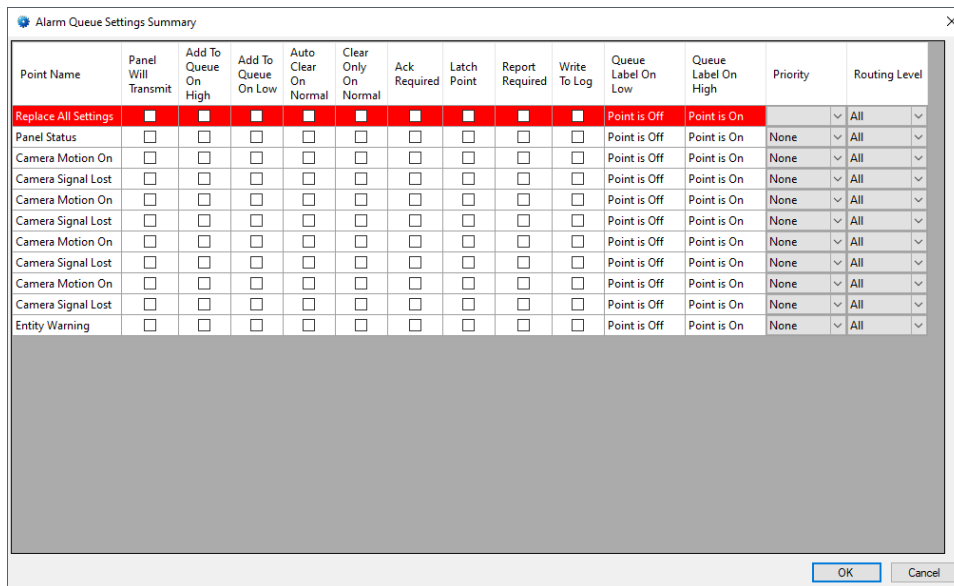 Alarm Queue Settings Summary
Point Name Panel Will Transmit Add To Queue On High Add To Queue On Low Auto Clear On Normal Clear Only On Normal Ack Required Latch Point Report Required Write To Log Queue Label On Low Queue Label On High Priority Routing Level
Replace All Settings Point is Off Point is On All
Panel Status Point is Off Point is On None All
Camera Motion On Point is Off Point is On None All
Camera Signal Lost Point is Off Point is On None All
Camera Motion On Point is Off Point is On None All
Camera Signal Lost Point is Off Point is On None All
Camera Motion On Point is Off Point is On None All
Camera Signal Lost Point is Off Point is On None All
Camera Motion On Point is Off Point is On None All
Camera Signal Lost Point is Off Point is On None All
Entity Warning Point is Off Point is On None All
OK Cancel